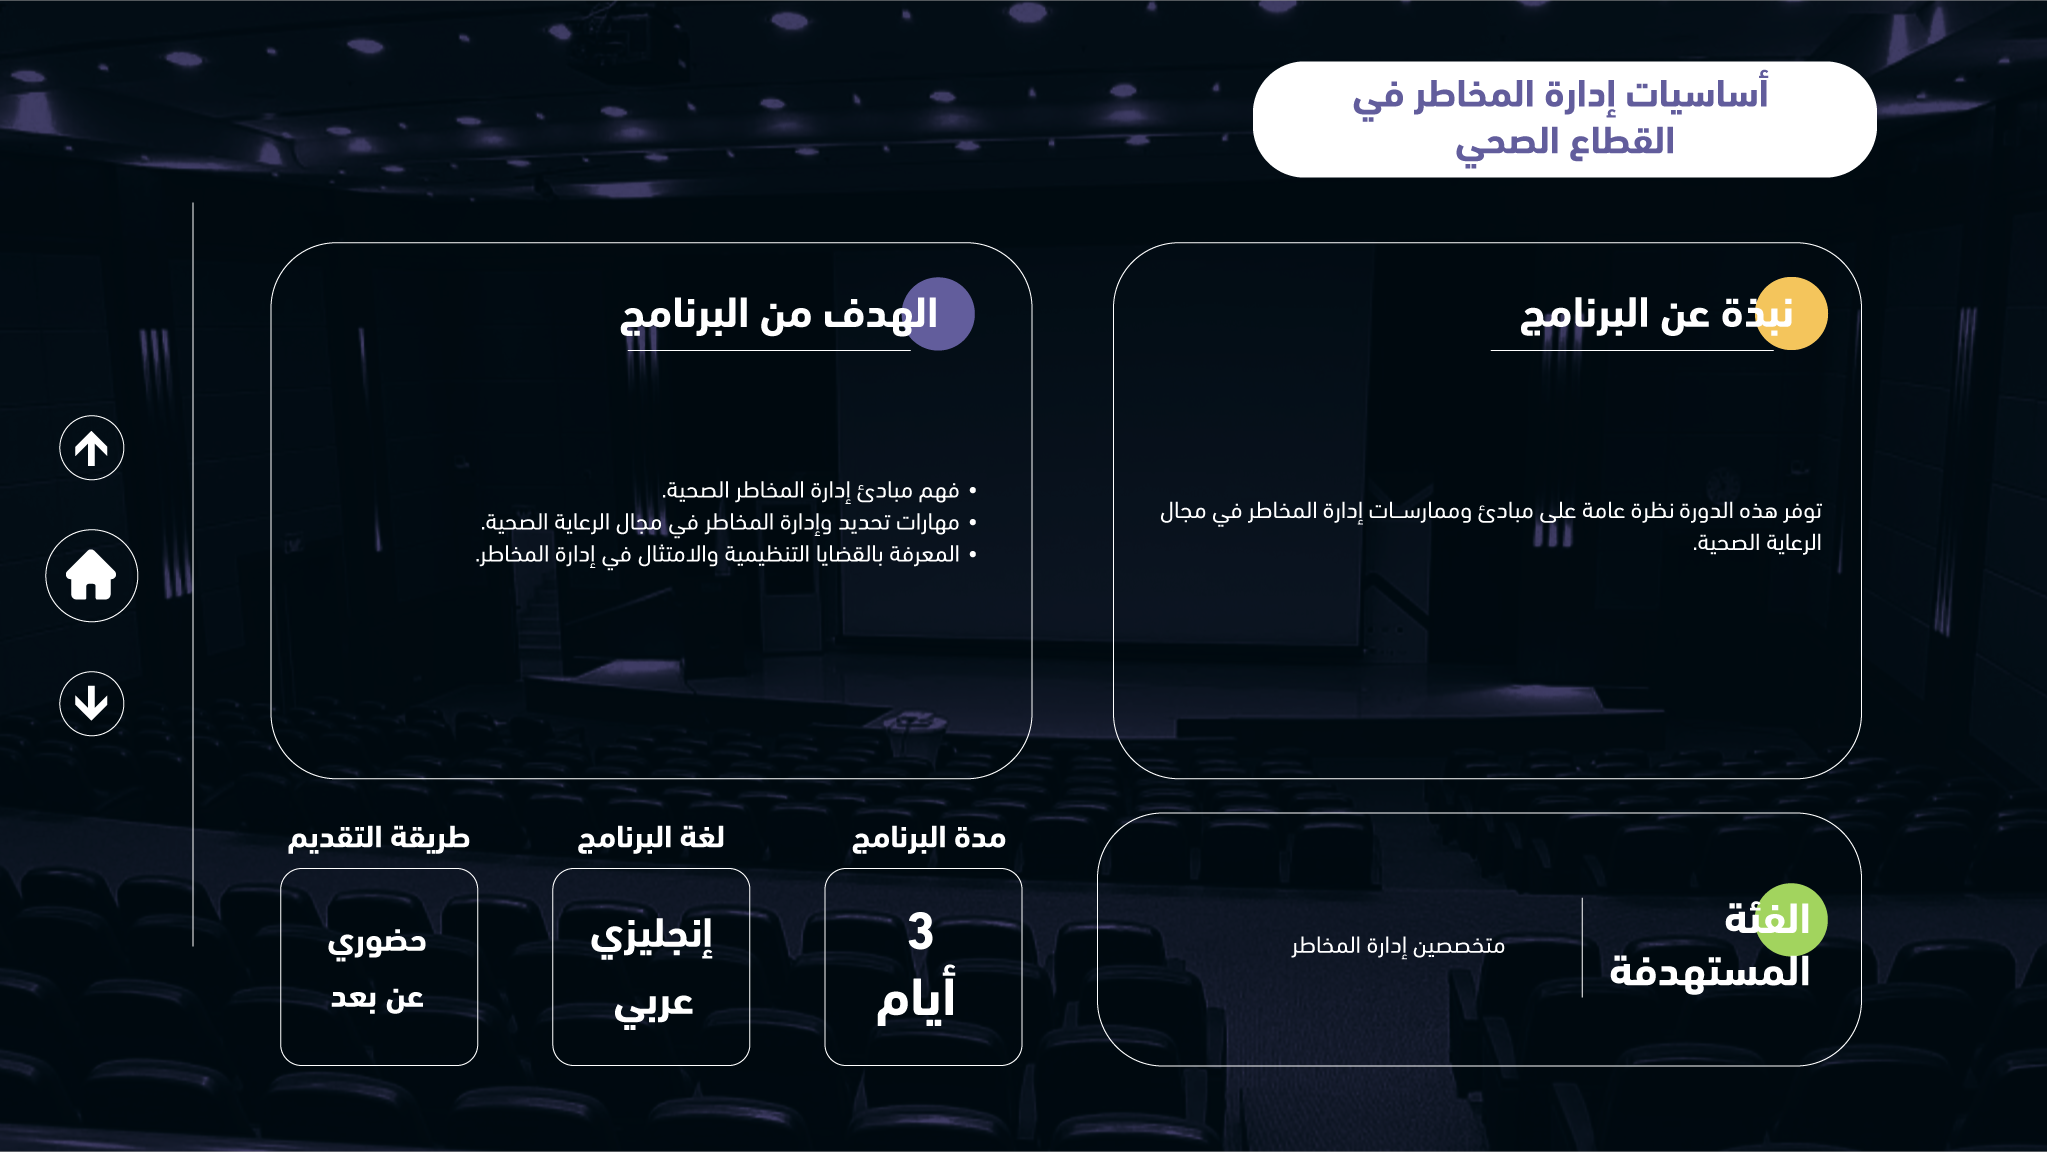 أساسيات إدارة المخاطر في
القطاع الصحي
نبذة عن البرنامج
توفر هذه الدورة نظرة عامة على مبادئ وممارسـات إدارة المخاطر في مجال
الرعاية الصحية.
الهدف من البرنامج
• فهم مبادئ إدارة المخاطر الصحية.
• مهارات تحديد وإدارة المخاطر في مجال الرعاية الصحية.
• المعرفة بالقضايا التنظيمية والامتثال في إدارة المخاطر.
الفئة
المستهدفة
متخصصين إدارة المخاطر
مدة البرنامج
3
أيام
لغة البرنامج
إنجليزي
عربي
طريقة التقديم
حضوري
عن بعد